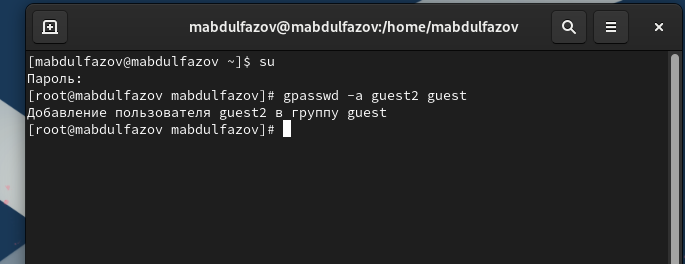 mabdulfazov@mabdulfazov:/home/mabdulfazov
[mabdulfazov@mabdulfazov ~]$ su
Пароль:
[root@mabdulfazov mabdulfazov]# gpasswd -a guest2 guest
Добавление пользователя guest2 в группу guest
[root@mabdulfazov mabdulfazov]#